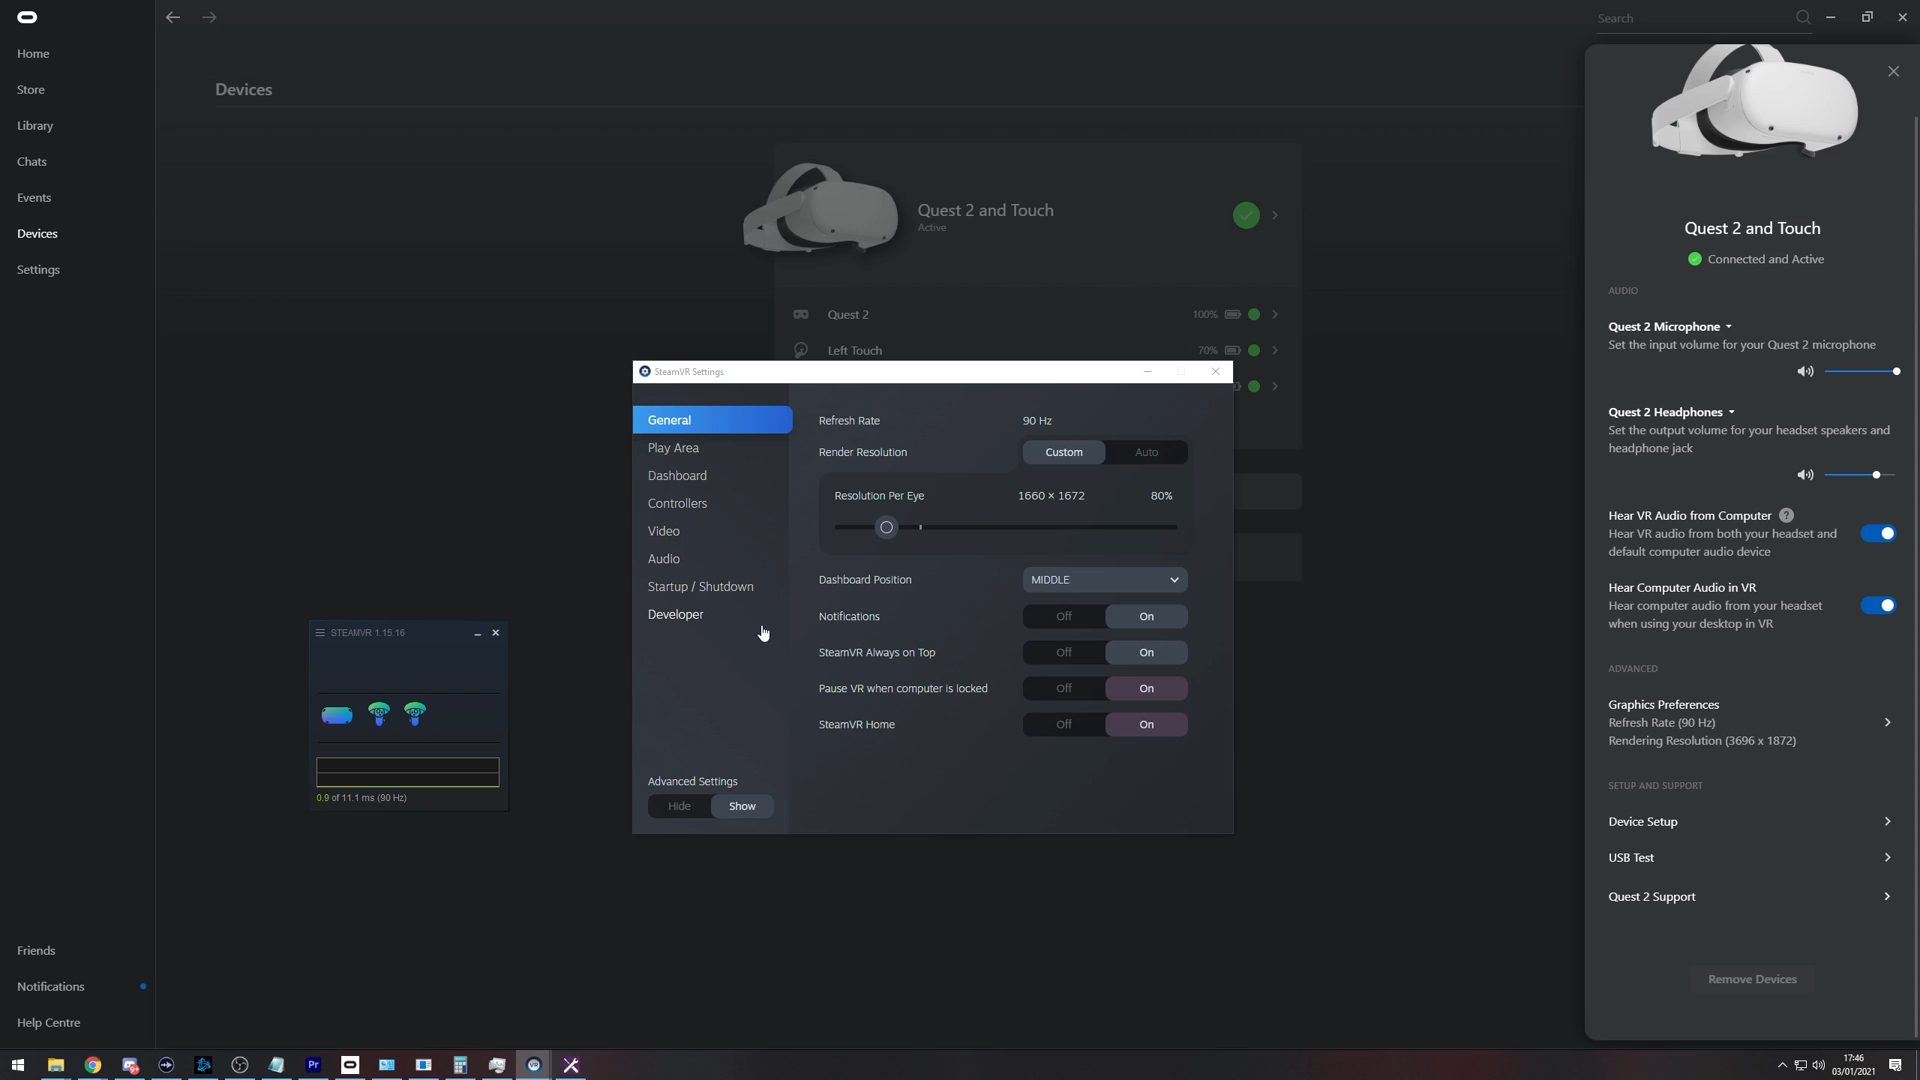 Search
Home
Store
Library
Chats
Events
Devices
Settings
Friends
Notifications
Help Centre
Devices
Quest 2 and Touch
Active
Quest 2 100%
Left Touch 70%
STEAMVR 1.15.16
0.9 of 11.1 ms (90 Hz)
SteamVR Settings
General
Play Area
Dashboard
Controllers
Video
Audio
Startup / Shutdown
Developer
Advanced Settings
Hide Show
Refresh Rate 90 Hz
Render Resolution Custom Auto
Resolution Per Eye 1660 × 1672 80%
Dashboard Position MIDDLE
Notifications Off On
SteamVR Always on Top Off On
Pause VR when computer is locked Off On
SteamVR Home Off On
Quest 2 and Touch
Connected and Active
AUDIO
Quest 2 Microphone
Set the input volume for your Quest 2 microphone
Quest 2 Headphones
Set the output volume for your headset speakers and
headphone jack
Hear VR Audio from Computer ?
Hear VR audio from both your headset and
default computer audio device
Hear Computer Audio in VR
Hear computer audio from your headset
when using your desktop in VR
ADVANCED
Graphics Preferences
Refresh Rate (90 Hz)
Rendering Resolution (3696 x 1872)
SETUP AND SUPPORT
Device Setup
USB Test
Quest 2 Support
Remove Devices
Pr
VR
17:46
03/01/2021